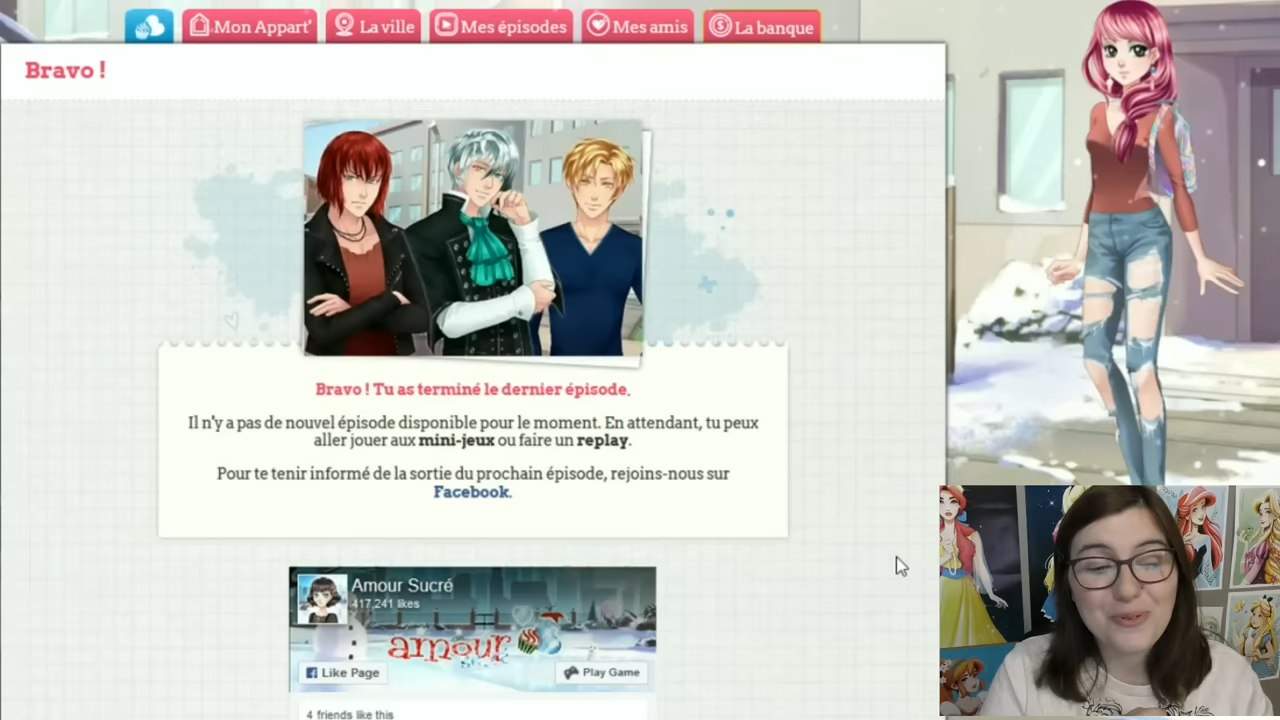 Mon Appart'
La ville
Mes épisodes
Mes amis
La banque
Bravo !
Bravo ! Tu as terminé le dernier épisode.
Il n'y a pas de nouvel épisode disponible pour le moment. En attendant, tu peux
aller jouer aux mini-jeux ou faire un replay.
Pour te tenir informé de la sortie du prochain épisode, rejoins-nous sur
Facebook.
Amour Sucré
417,241 likes
amour
Like Page
Play Game
4 friends like this